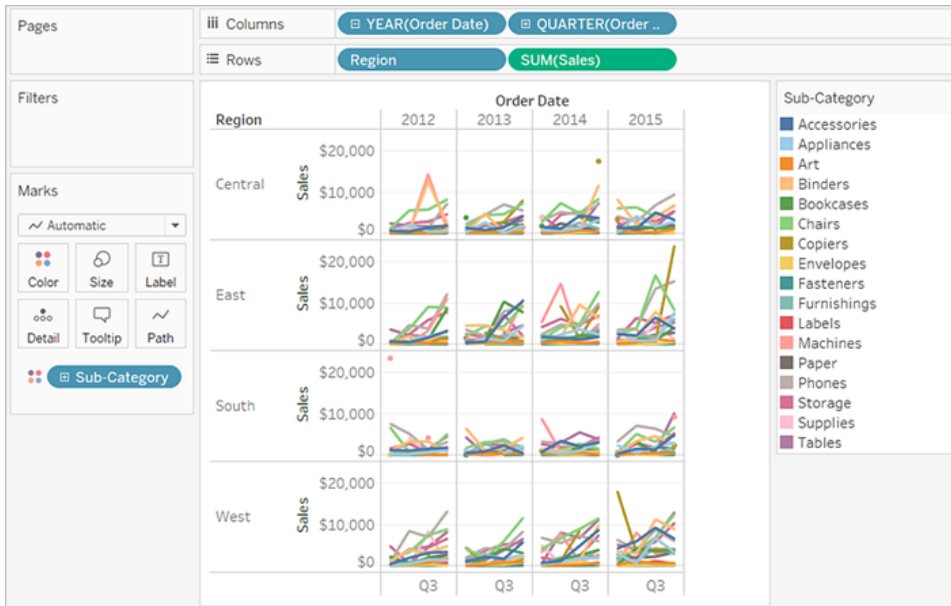 Pages
Columns
YEAR(Order Date)
QUARTER(Order ..
Rows
Region
SUM(Sales)
Filters
Marks
Automatic
Color
Size
Label
Detail
Tooltip
Path
Sub-Category
Order Date
Region
2012
2013
2014
2015
Central
Sales
$20,000
$10,000
$0
East
Sales
$20,000
$10,000
$0
South
Sales
$20,000
$10,000
$0
West
Sales
$20,000
$10,000
$0
Q3
Q3
Q3
Q3
Sub-Category
Accessories
Appliances
Art
Binders
Bookcases
Chairs
Copiers
Envelopes
Fasteners
Furnishings
Labels
Machines
Paper
Phones
Storage
Supplies
Tables